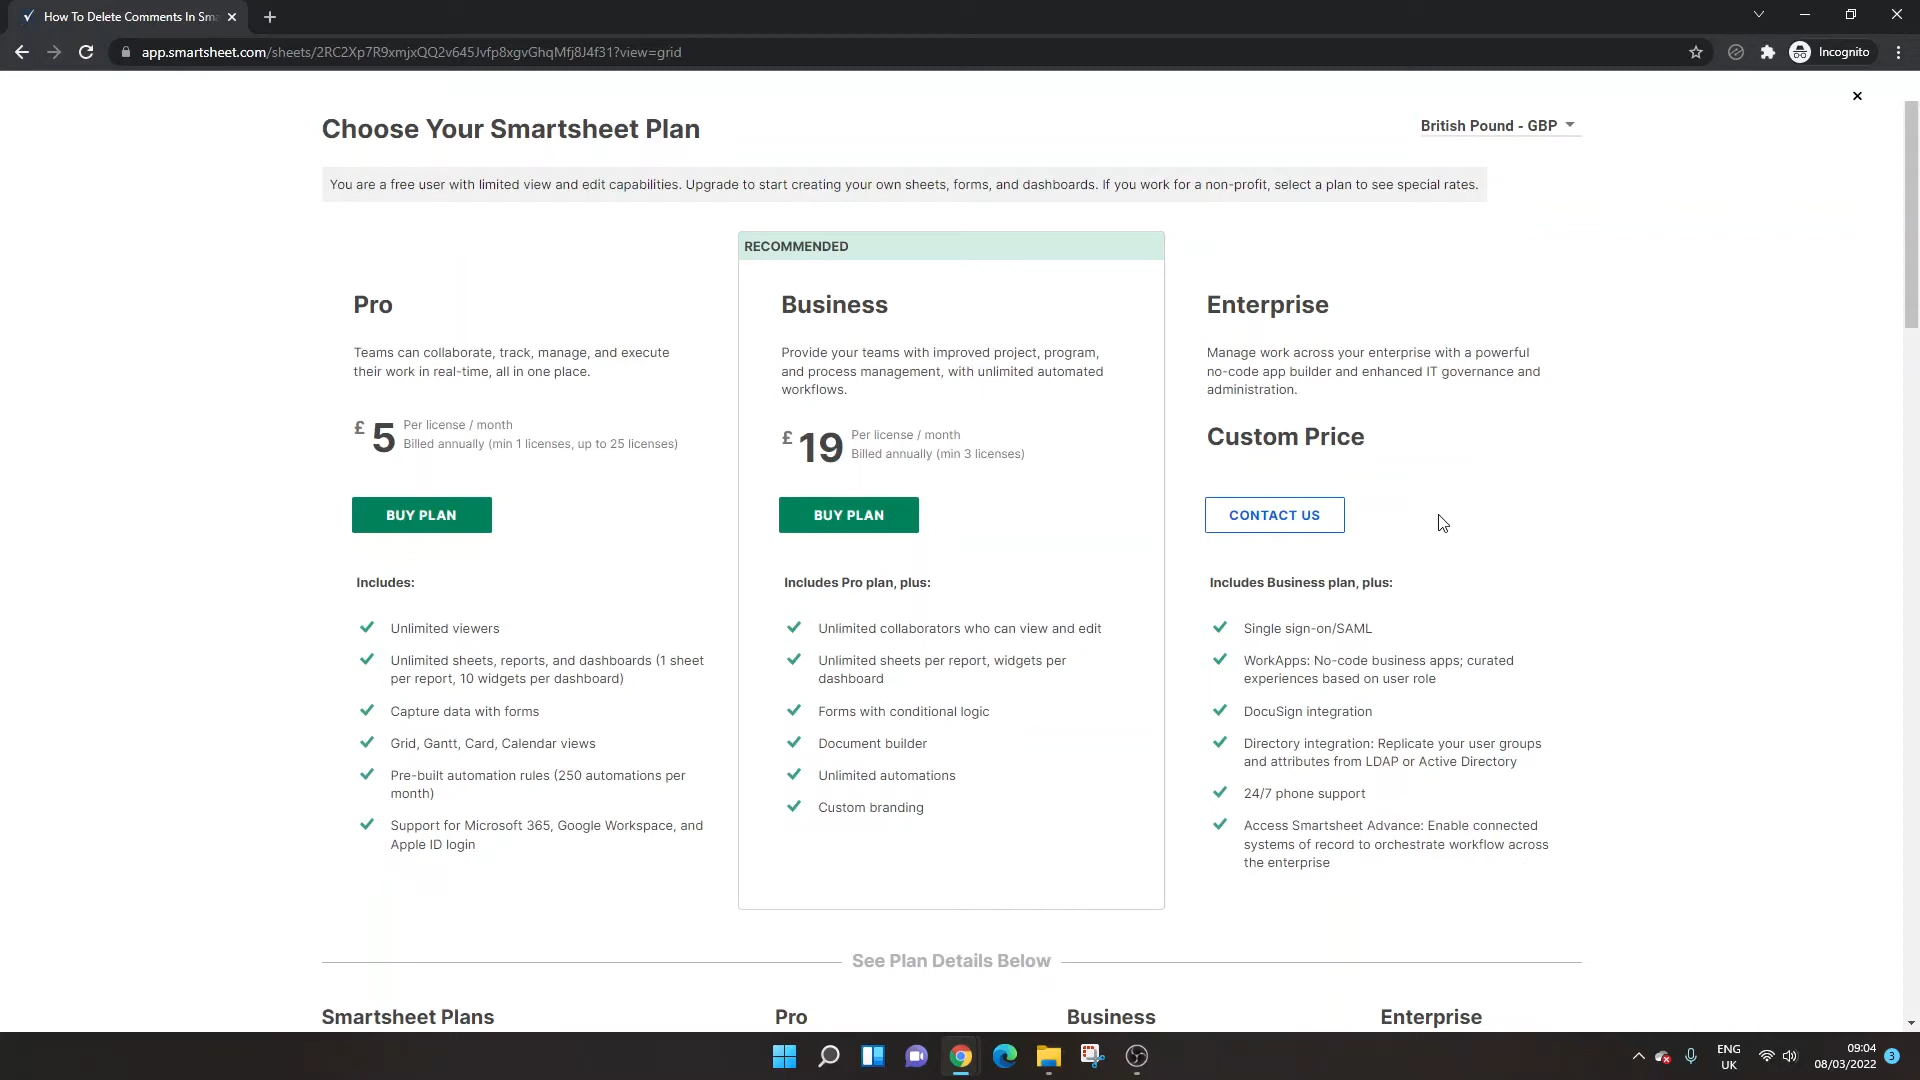 How To Delete Comments In Sma
app.smartsheet.com/sheets/2RC2Xp7R9xmjxQQ2v645Jvfp8xgvGhqMfj8J4f31?view=grid
Incognito
Choose Your Smartsheet Plan
British Pound - GBP
You are a free user with limited view and edit capabilities. Upgrade to start creating your own sheets, forms, and dashboards. If you work for a non-profit, select a plan to see special rates.
Pro
Teams can collaborate, track, manage, and execute
their work in real-time, all in one place.
£ 5 Per license / month
Billed annually (min 1 licenses, up to 25 licenses)
BUY PLAN
Includes:
Unlimited viewers
Unlimited sheets, reports, and dashboards (1 sheet
per report, 10 widgets per dashboard)
Capture data with forms
Grid, Gantt, Card, Calendar views
Pre-built automation rules (250 automations per
month)
Support for Microsoft 365, Google Workspace, and
Apple ID login
RECOMMENDED
Business
Provide your teams with improved project, program,
and process management, with unlimited automated
workflows.
£ 19 Per license / month
Billed annually (min 3 licenses)
BUY PLAN
Includes Pro plan, plus:
Unlimited collaborators who can view and edit
Unlimited sheets per report, widgets per
dashboard
Forms with conditional logic
Document builder
Unlimited automations
Custom branding
Enterprise
Manage work across your enterprise with a powerful
no-code app builder and enhanced IT governance and
administration.
Custom Price
CONTACT US
Includes Business plan, plus:
Single sign-on/SAML
WorkApps: No-code business apps; curated
experiences based on user role
DocuSign integration
Directory integration: Replicate your user groups
and attributes from LDAP or Active Directory
24/7 phone support
Access Smartsheet Advance: Enable connected
systems of record to orchestrate workflow across
the enterprise
See Plan Details Below
Smartsheet Plans Pro Business Enterprise
ENG
UK
09:04
08/03/2022
3